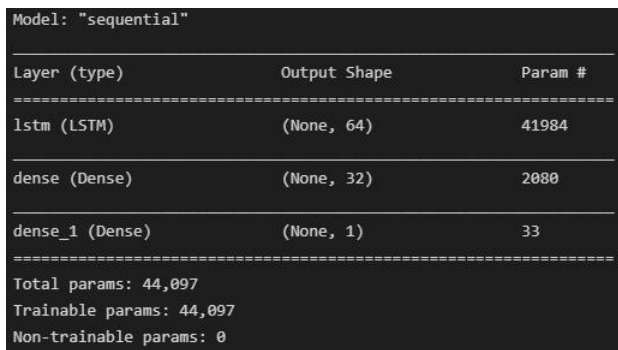 Model: "sequential"
Layer (type) Output Shape Param #
lstm (LSTM) (None, 64) 41984
dense (Dense) (None, 32) 2080
dense_1 (Dense) (None, 1) 33
Total params: 44,097
Trainable params: 44,097
Non-trainable params: 0